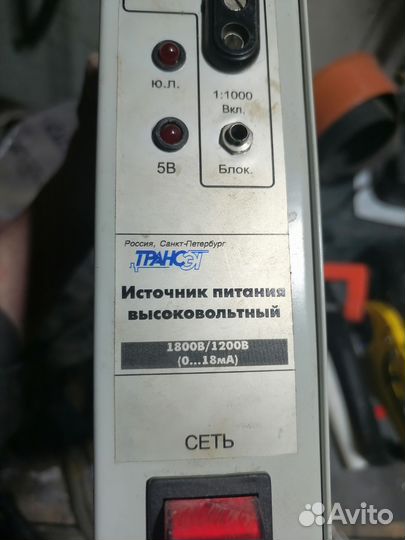 Ю.Л.
1:1000
Вкл.
5В
Блок.
Россия, Санкт-Петербург
ТРАНСЭТ
Источник питания
высоковольтный
1800В/1200В
(0...18мА)
СЕТЬ
Avito